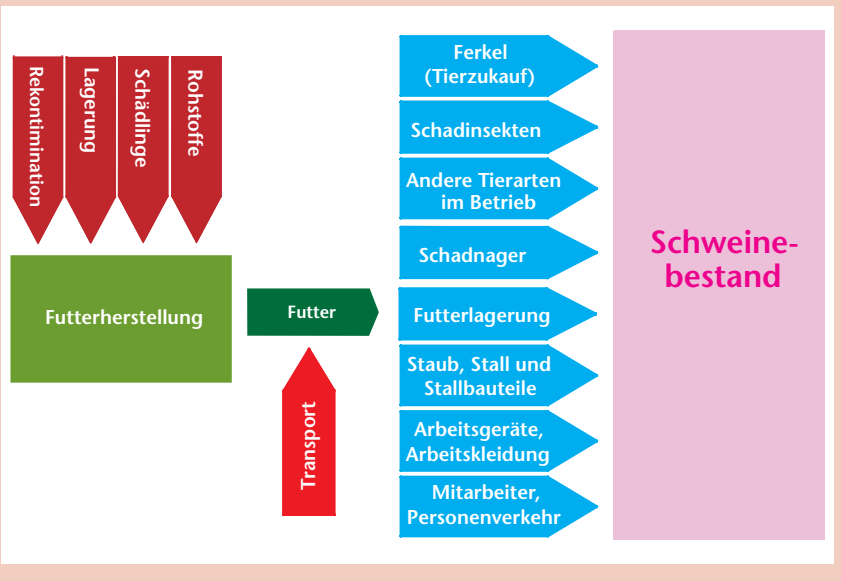 Rekontimination
Lagerung
Schädlinge
Rohstoffe
Futterherstellung
Futter
Transport
Ferkel
(Tierzukauf)
Schadinsekten
Andere Tierarten
im Betrieb
Schadnager
Futterlagerung
Staub, Stall und
Stallbauteile
Arbeitsgeräte,
Arbeitskleidung
Mitarbeiter,
Personenverkehr
Schweine-
bestand